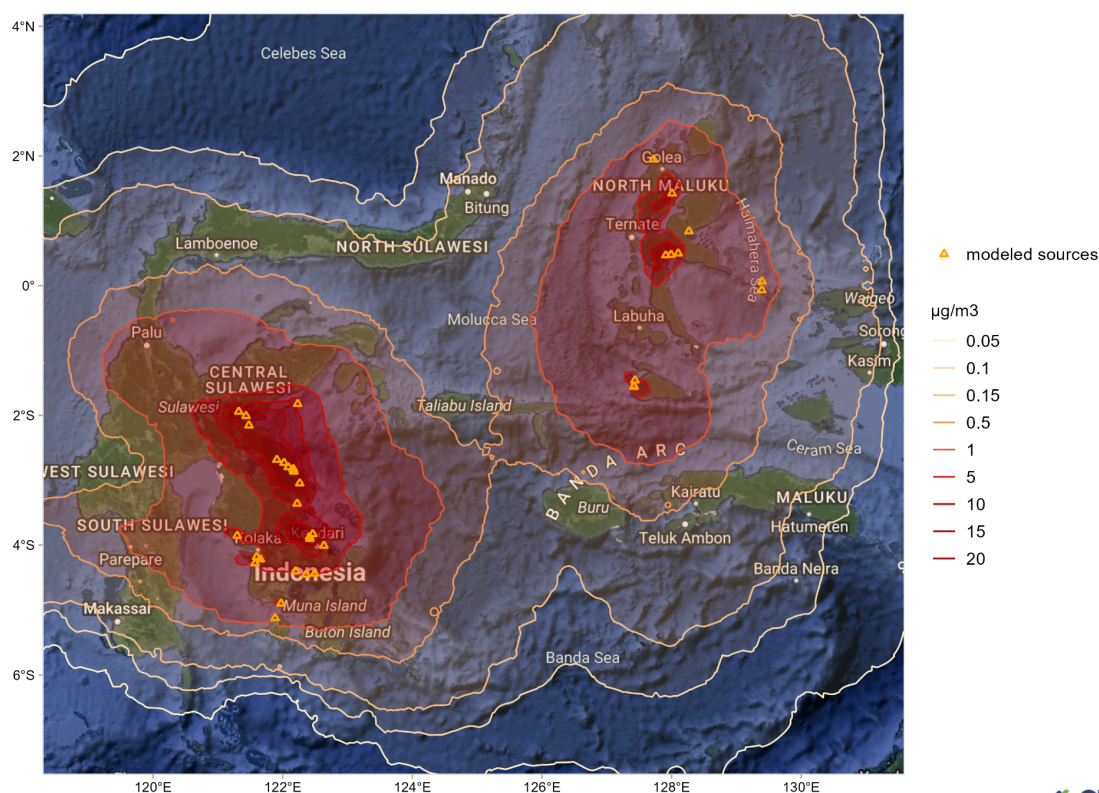 4°N
Celebes Sea
2°N
Golea
Manado
NORTH MALUKU
Bitung
Ternate
Halmahera Sea
Lamboenoe
NORTH SULAWESI
modeled sources
0°
Waigeo
µg/m3
Molucca Sea
Labuha
Palu
Sorong
0.05
Kasim
0.1
CENTRAL
SULAWESI
0.15
Sulawesi
Taliabu Island
2°S
0.5
Ceram Sea
1
BANDA ARC
WEST SULAWESI
5
Kairatu
MALUKU
Buru
10
SOUTH SULAWESI
Hatumeten
15
Kolaka
Kendari
Teluk Ambon
4°S
20
Parepare
Indonesia
Banda Neira
Makassar
Muna Island
Buton Island
Banda Sea
6°S
120°E
122°E
124°E
126°E
128°E
130°E